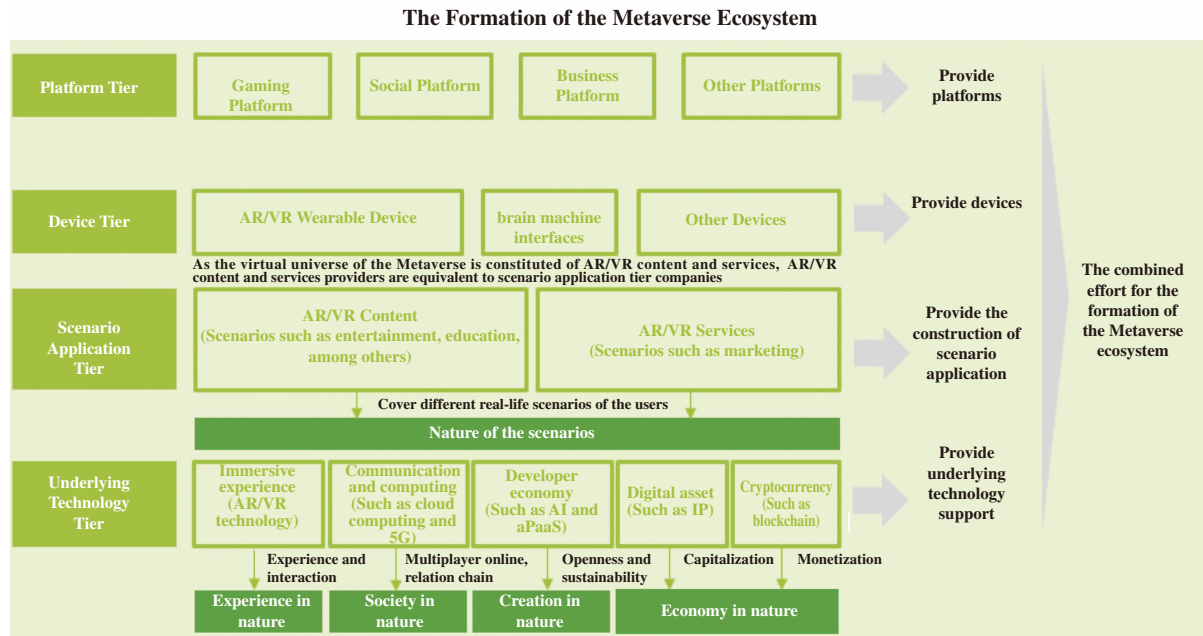 The Formation of the Metaverse Ecosystem
Platform Tier
Gaming
Platform
Social Platform
Business
Platform
Other Platforms
Provide
platforms
Device Tier
AR/VR Wearable Device
brain machine
interfaces
Other Devices
Provide devices
As the virtual universe of the Metaverse is constituted of AR/VR content and services, AR/VR
content and services providers are equivalent to scenario application tier companies
Scenario
Application
Tier
AR/VR Content
(Scenarios such as entertainment, education,
among others)
AR/VR Services
(Scenarios such as marketing)
Provide the
construction of
scenario
application
The combined
effort for the
formation of
the Metaverse
ecosystem
Cover different real-life scenarios of the users
Nature of the scenarios
Underlying
Technology
Tier
Immersive
experience
(AR/VR
technology)
Communication
and computing
(Such as cloud
computing and
5G)
Developer
economy
(Such as AI and
aPaaS)
Digital asset
(Such as IP)
Cryptocurrency
(Such as
blockchain)
Provide
underlying
technology
support
Experience and
interaction
Multiplayer online,
relation chain
Openness and
sustainability
Capitalization
Monetization
Experience in
nature
Society in
nature
Creation in
nature
Economy in nature